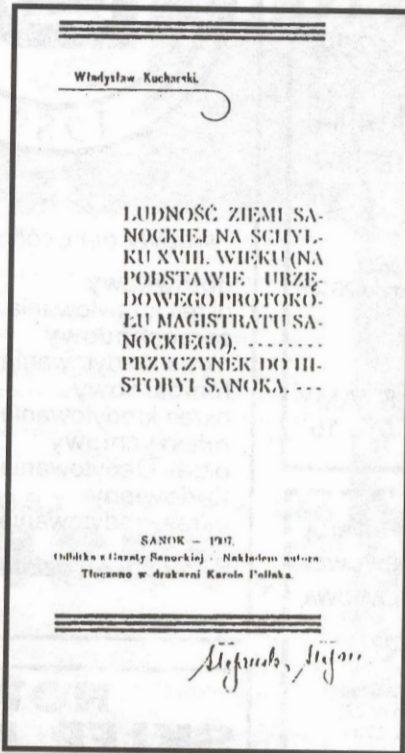 Władysław Kucharski.
LUDNOŚĆ ZIEMI SA-
NOCKIEJ NA SCHYŁ-
KU XVIII. WIEKU (NA
PODSTAWIE URZĘ-
DOWEGO PROTOKO-
ŁU MAGISTRATU SA-
NOCKIEGO). - - - - - - - -
PRZYCZYNEK DO HI-
STORYI SANOKA. - - - -
SANOK —
Odbitka z Gazety Sanockiej. — Nakładem autora.
Tłoczono w drukarni Karola Pollaka.